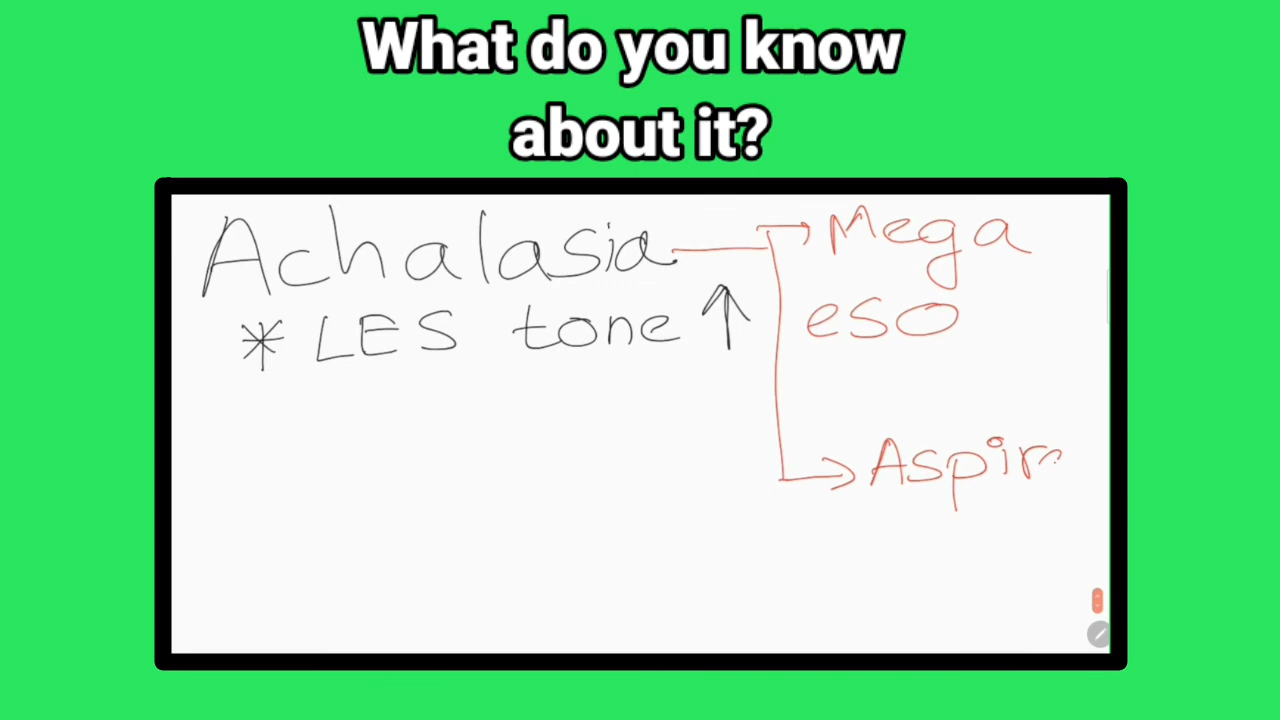 What do you know
about it?
Achalasia → Mega
eso
* LES tone ↑
→ Aspir